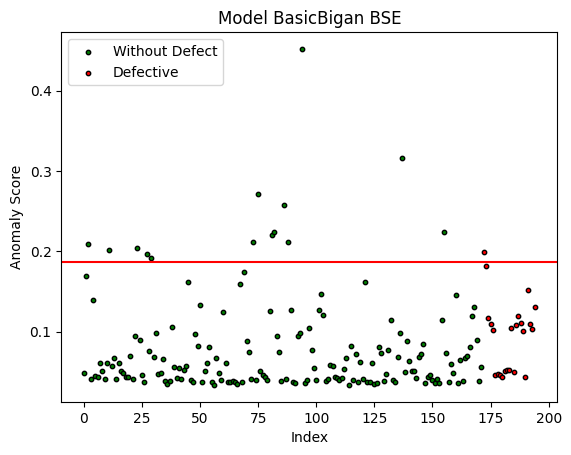 Model BasicBigan BSE
Without Defect
Defective
Anomaly Score
0.4
0.3
0.2
0.1
0 25 50 75 100 125 150 175 200
Index